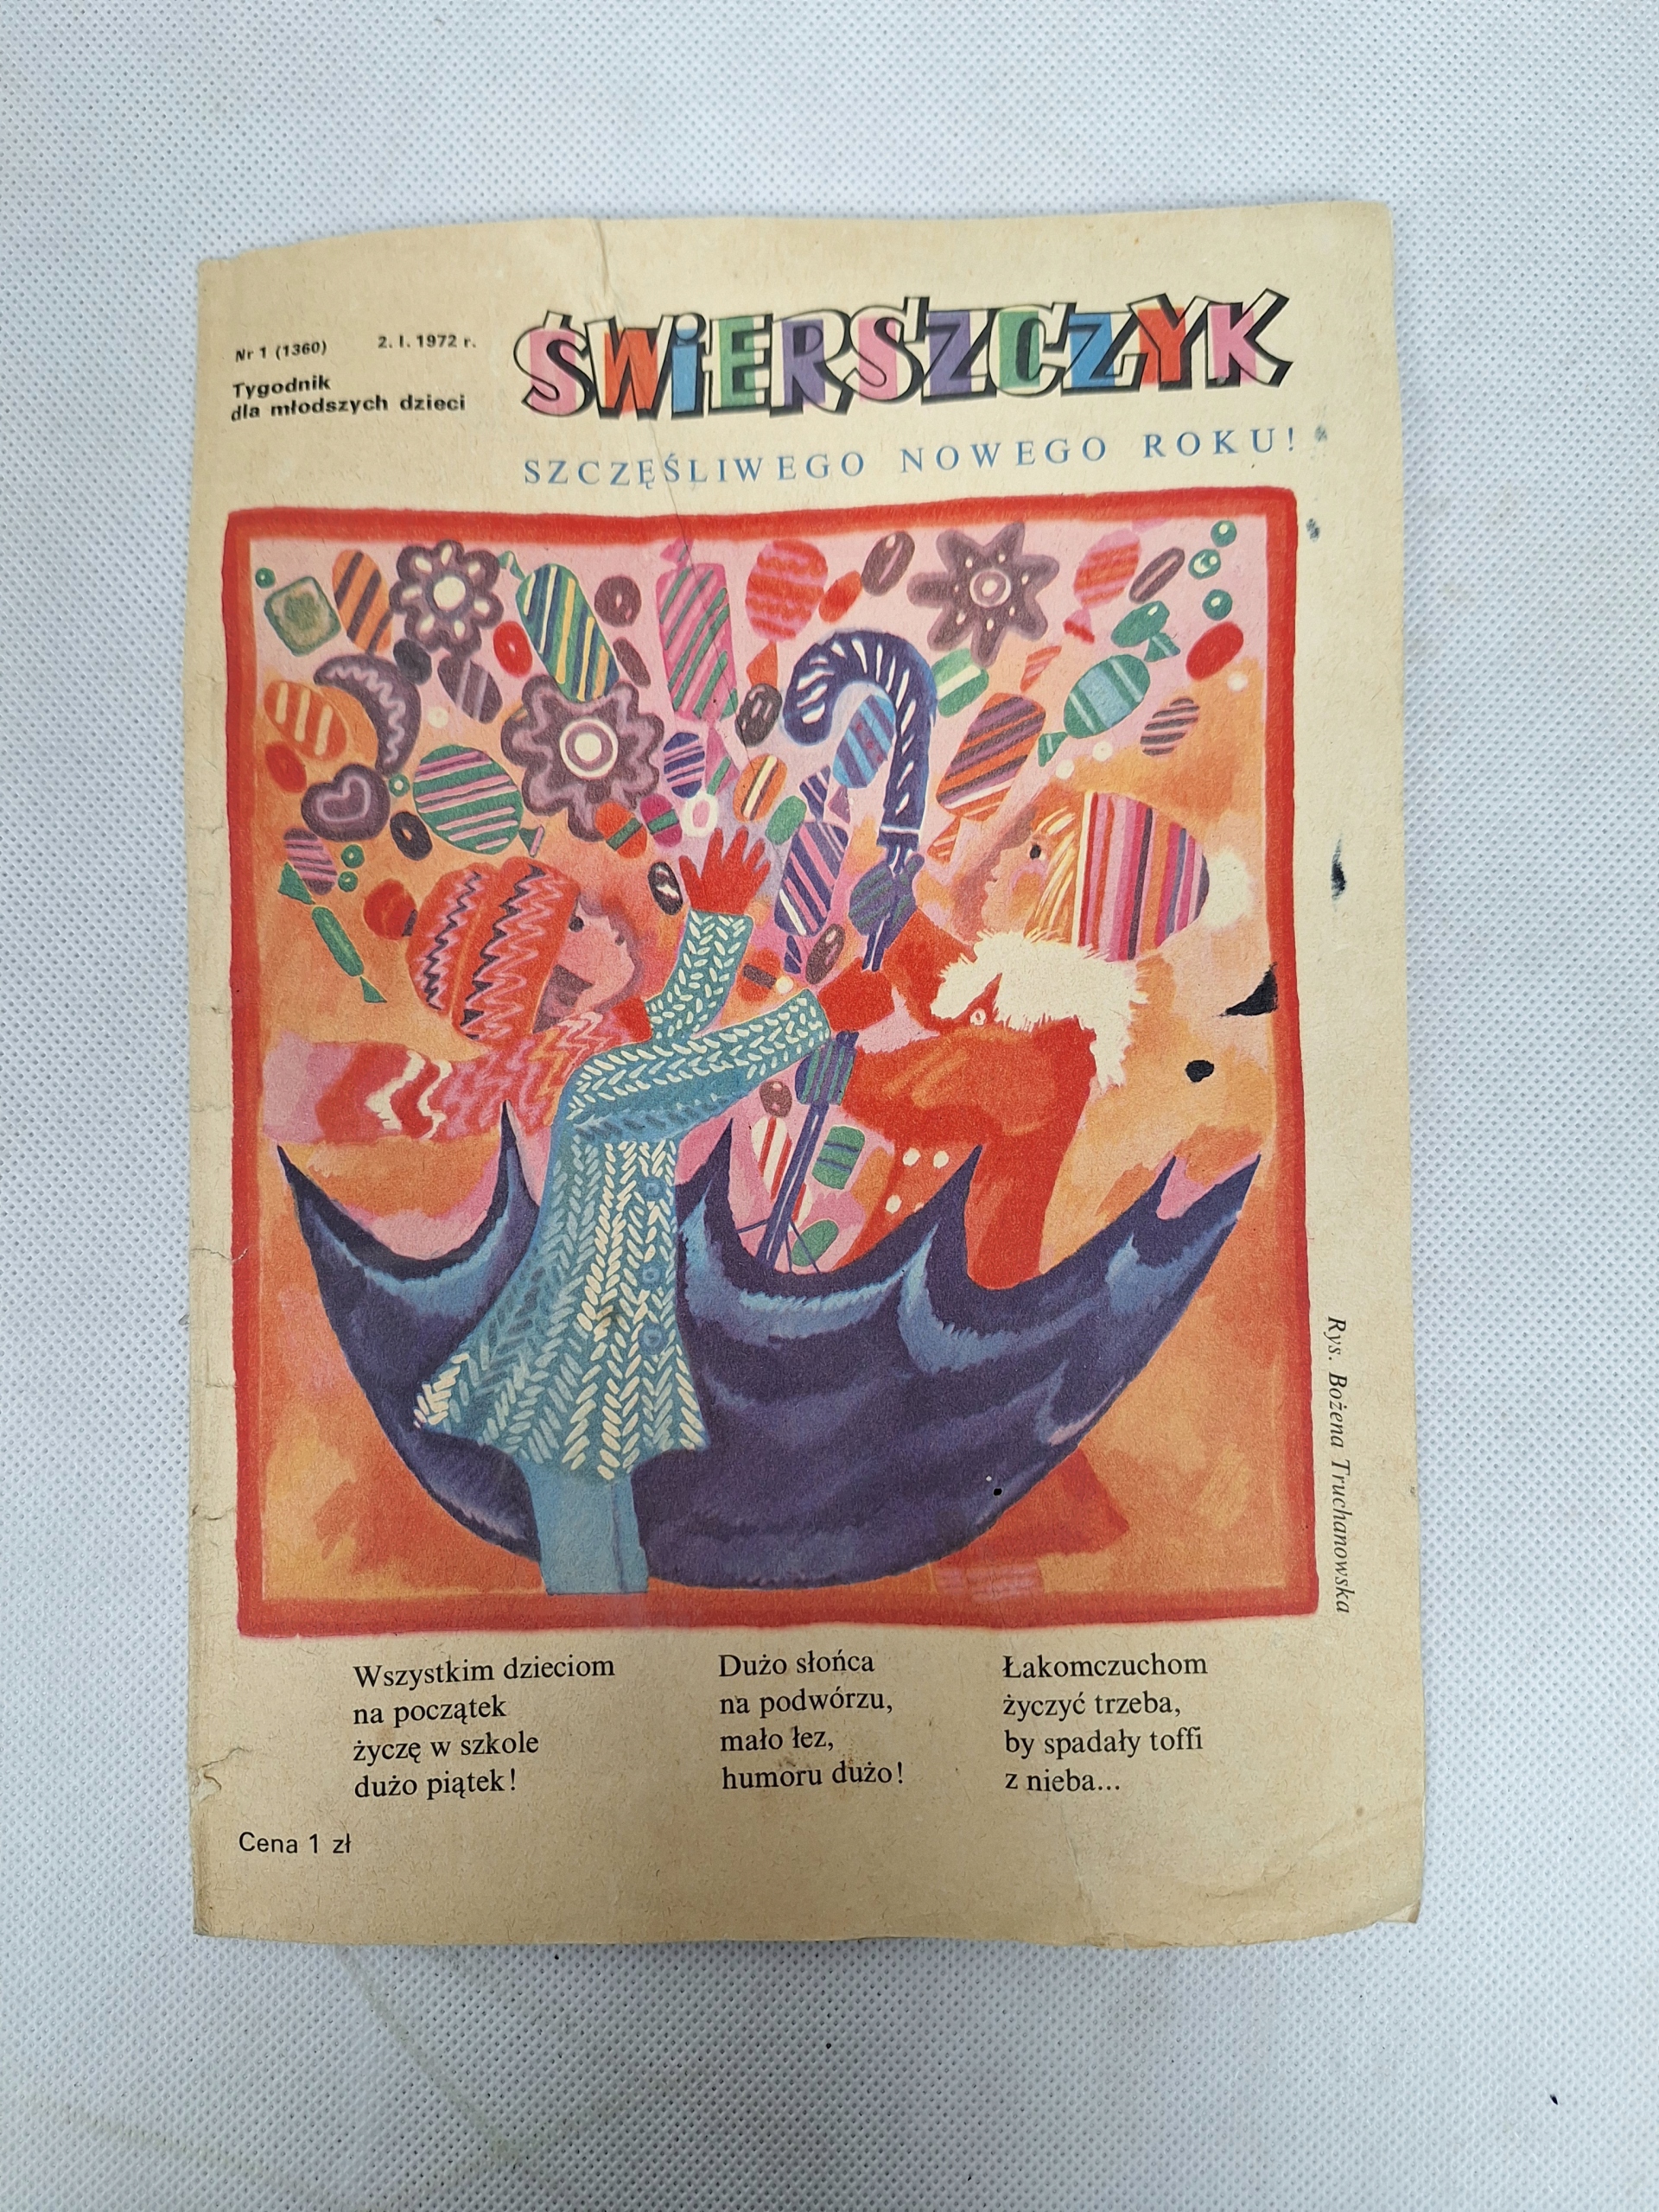 Nr 1 (1360) 2. I. 1972 r.
Tygodnik
dla młodszych dzieci
ŚWiERSZCZYK
SZCZĘŚLIWEGO NOWEGO ROKU!
Rys. Bożena Truchanowska
Wszystkim dzieciom
na początek
życzę w szkole
dużo piątek!
Dużo słońca
na podwórzu,
mało łez,
humoru dużo!
Łakomczuchom
życzyć trzeba,
by spadały toffi
z nieba...
Cena 1 zł